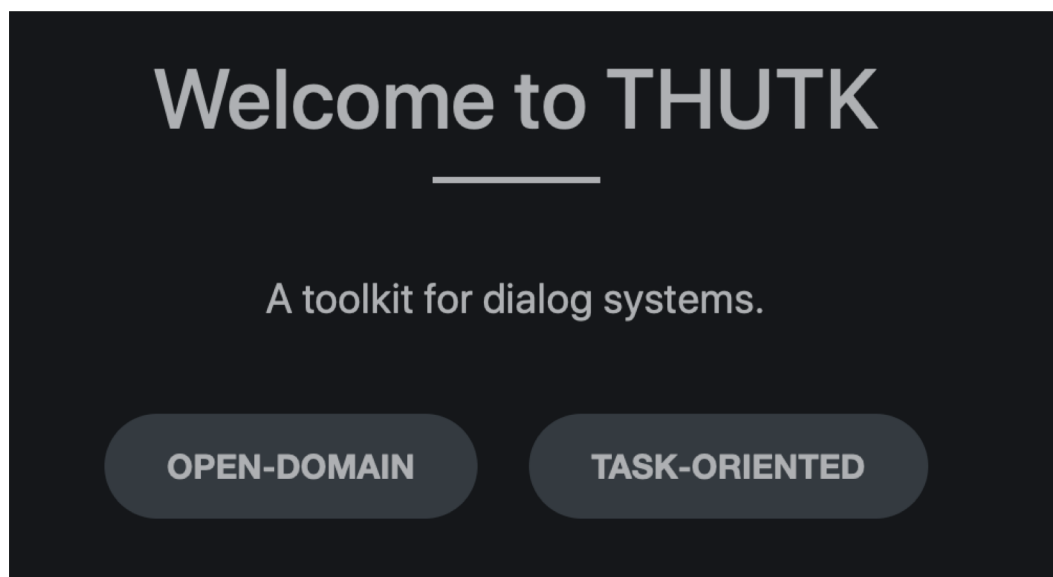 Welcome to THUTK
A toolkit for dialog systems.
OPEN-DOMAIN
TASK-ORIENTED